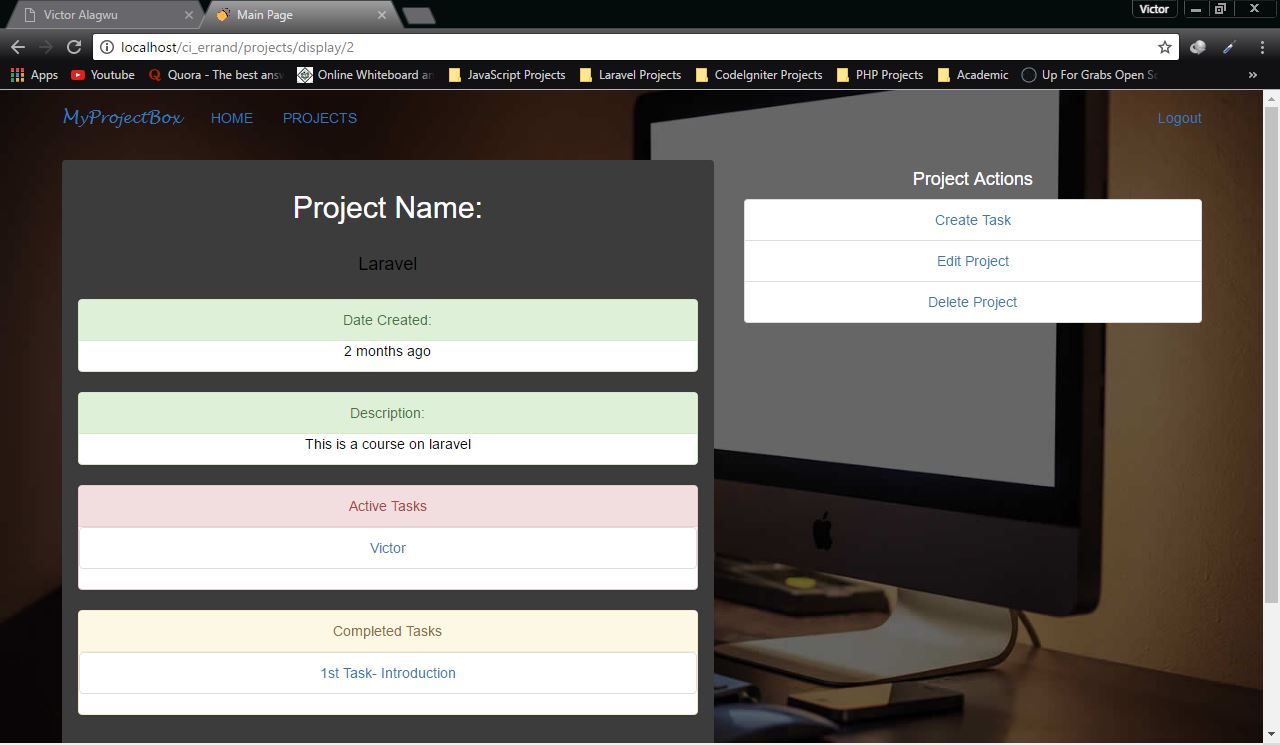 Victor Alagwu
Main Page
Victor
localhost/ci_errand/projects/display/2
Apps
Youtube
Quora - The best answ
Online Whiteboard an
JavaScript Projects
Laravel Projects
CodeIgniter Projects
PHP Projects
Academic
Up For Grabs Open So
»
MyProjectBox
HOME
PROJECTS
Logout
Project Name:
Laravel
Date Created:
2 months ago
Description:
This is a course on laravel
Active Tasks
Victor
Completed Tasks
1st Task- Introduction
Project Actions
Create Task
Edit Project
Delete Project